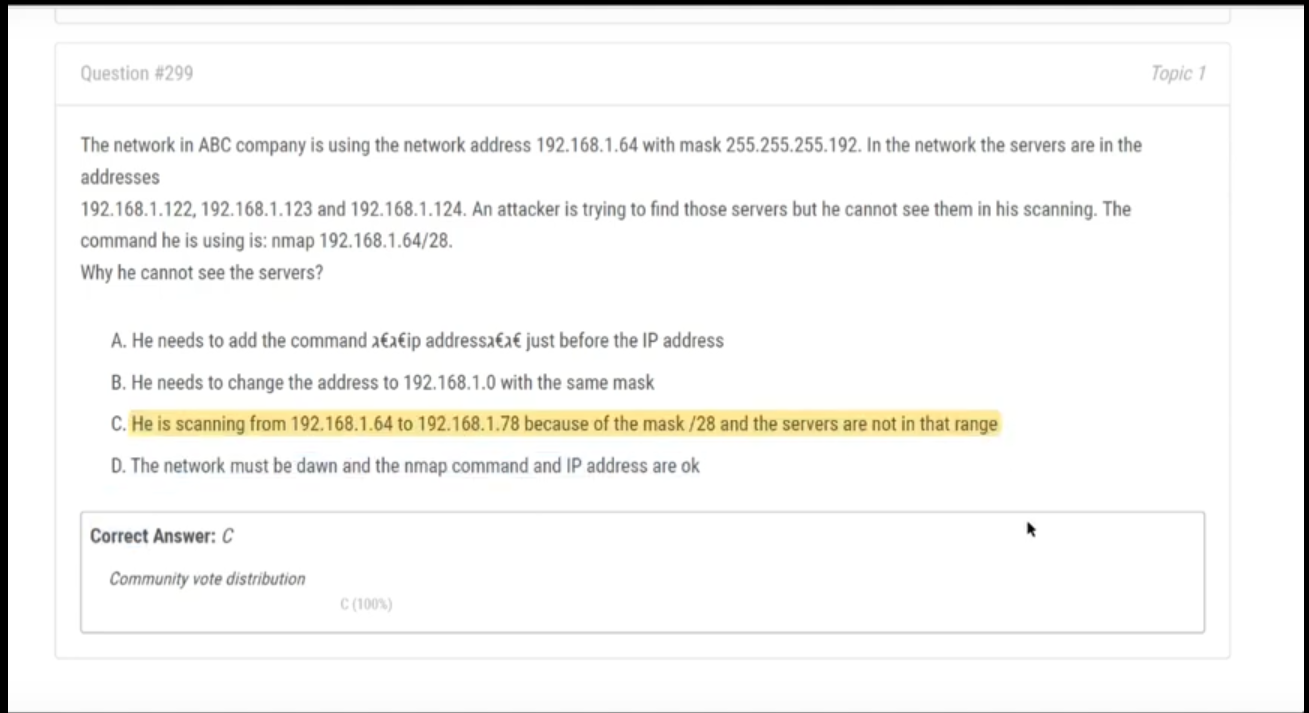 Question #299
Topic 1
The network in ABC company is using the network address 192.168.1.64 with mask 255.255.255.192. In the network the servers are in the
addresses
192.168.1.122, 192.168.1.123 and 192.168.1.124. An attacker is trying to find those servers but he cannot see them in his scanning. The
command he is using is: nmap 192.168.1.64/28.
Why he cannot see the servers?
A. He needs to add the command ג€ג€ip addressג€ג€ just before the IP address
B. He needs to change the address to 192.168.1.0 with the same mask
C. He is scanning from 192.168.1.64 to 192.168.1.78 because of the mask /28 and the servers are not in that range
D. The network must be dawn and the nmap command and IP address are ok
Correct Answer: C
Community vote distribution
C (100%)